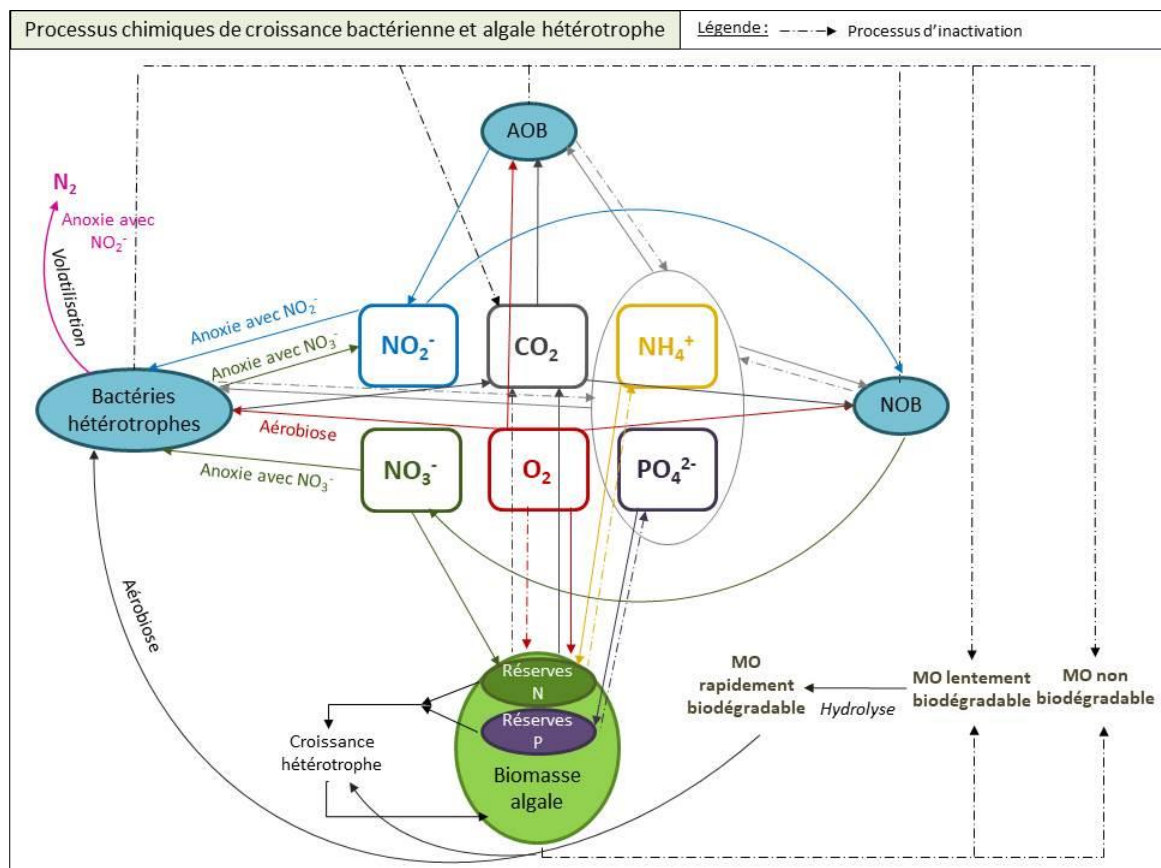 Processus chimiques de croissance bactérienne et algale hétérotrophe
Légende :
Processus d'inactivation
AOB
N₂
Anoxie avec
NO₂⁻
Volatilisation
Anoxie avec NO₂⁻
Anoxie avec NO₃⁻
NO₂⁻
CO₂
NH₄⁺
Bactéries
hétérotrophes
NOB
Aérobiose
Anoxie avec NO₃⁻
NO₃⁻
O₂
PO₄²⁻
Aérobiose
Réserves
N
Réserves
P
Biomasse
algale
Croissance
hétérotrophe
MO
rapidement
biodégradable
Hydrolyse
MO lentement
biodégradable
MO non
biodégradable